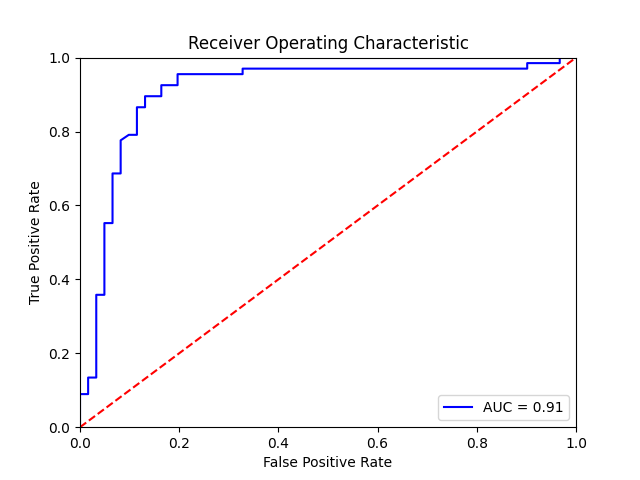 Receiver Operating Characteristic
True Positive Rate
1.0
0.8
0.6
0.4
0.2
0.0
AUC = 0.91
0.0 0.2 0.4 0.6 0.8 1.0
False Positive Rate